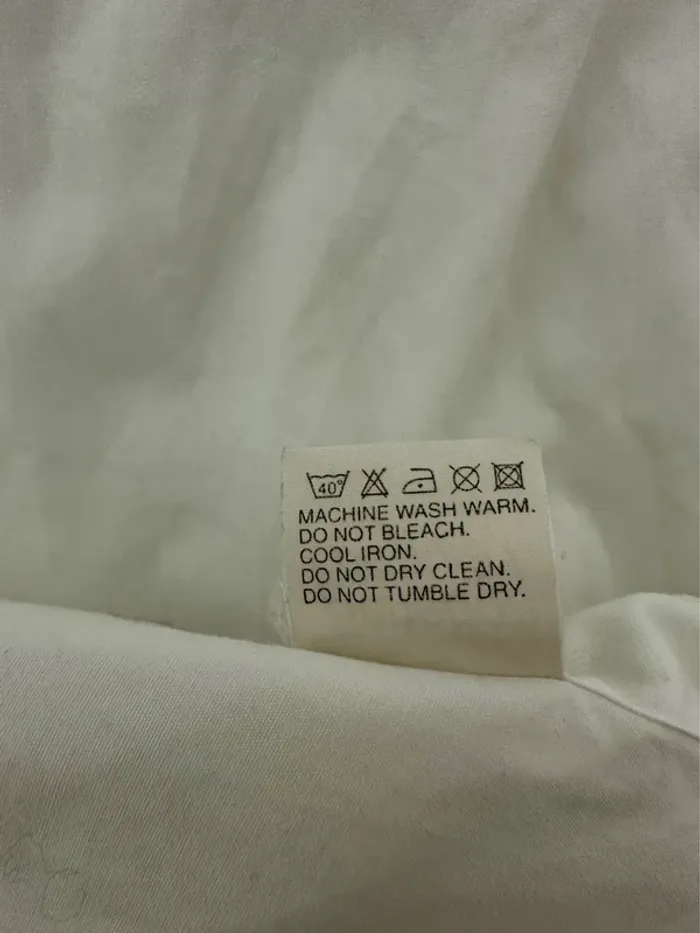 40°
MACHINE WASH WARM.
DO NOT BLEACH.
COOL IRON.
DO NOT DRY CLEAN.
DO NOT TUMBLE DRY.